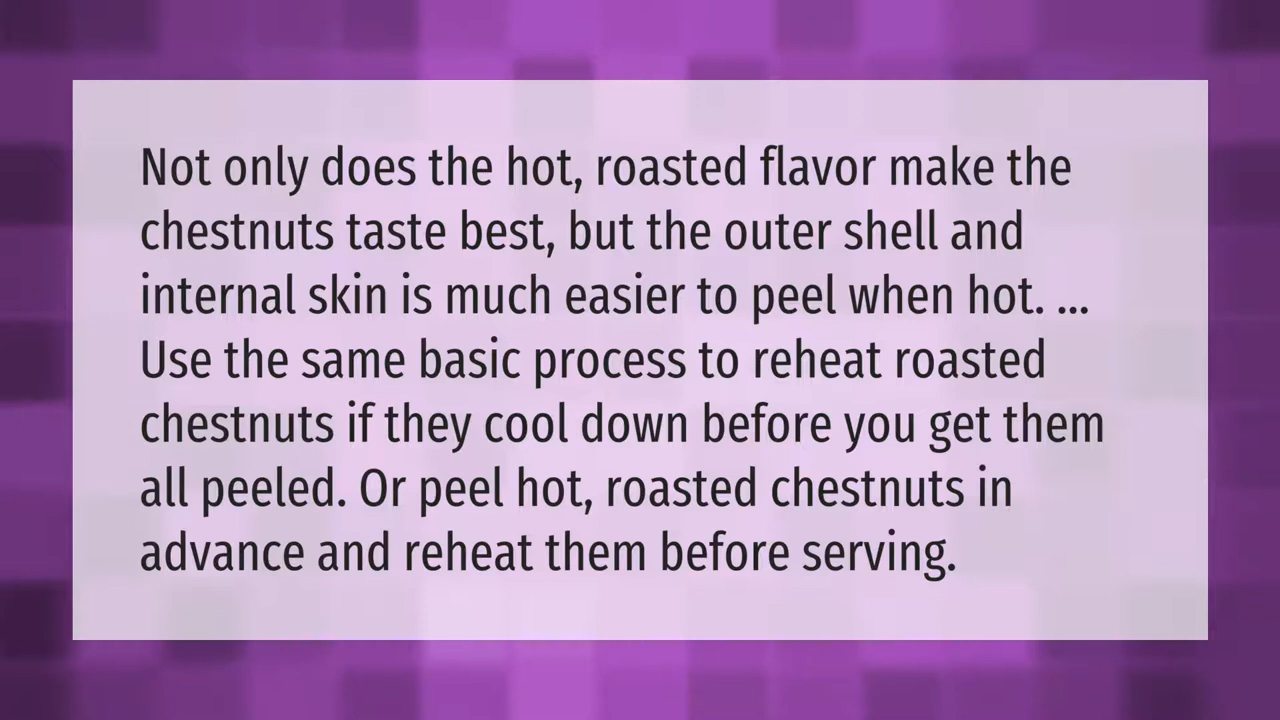 Not only does the hot, roasted flavor make the
chestnuts taste best, but the outer shell and
internal skin is much easier to peel when hot. ...
Use the same basic process to reheat roasted
chestnuts if they cool down before you get them
all peeled. Or peel hot, roasted chestnuts in
advance and reheat them before serving.